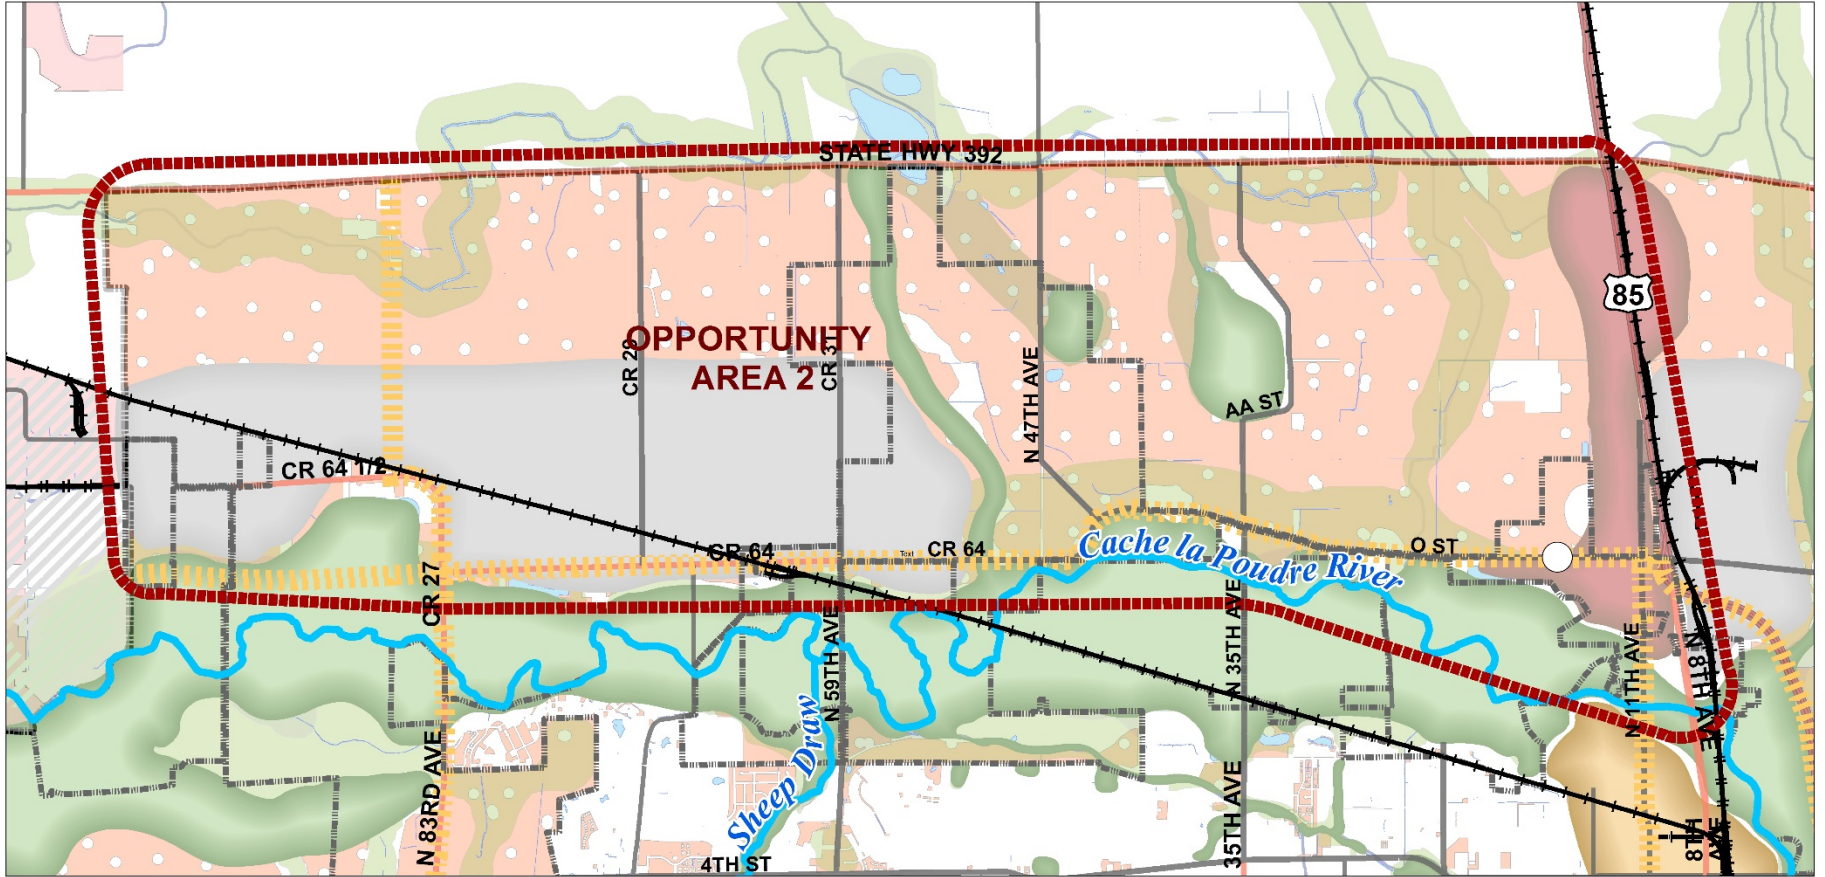 STATE HWY 392
85
OPPORTUNITY
AREA 2
CR 29
CR 31
N 47TH AVE
AA ST
CR 64 1/2
CR 64
Text
CR 64
O ST
Cache la Poudre River
CR 27
N 59TH AVE
N 35TH AVE
N 11TH AVE
N 8TH AVE
Sheep Draw
N 83RD AVE
35TH AVE
4TH ST
8TH
AVE